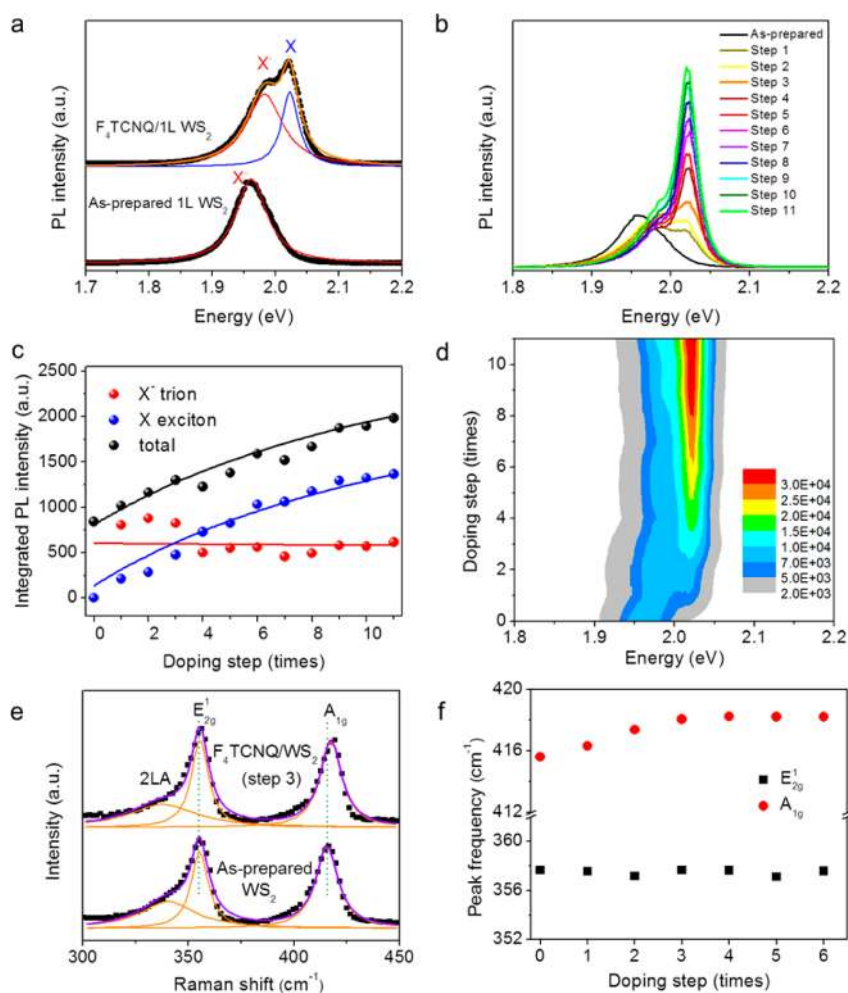 a
X⁻
X
F₄TCNQ/1L WS₂
X⁻
As-prepared 1L WS₂
PL intensity (a.u.)
1.7 1.8 1.9 2.0 2.1 2.2
Energy (eV)
b
As-prepared
Step 1
Step 2
Step 3
Step 4
Step 5
Step 6
Step 7
Step 8
Step 9
Step 10
Step 11
PL intensity (a.u.)
1.8 1.9 2.0 2.1 2.2
Energy (eV)
c
2500
2000
1500
1000
500
0
X⁻ trion
X exciton
total
Integrated PL intensity (a.u.)
0 2 4 6 8 10
Doping step (times)
d
10
8
6
4
2
0
3.0E+04
2.5E+04
2.0E+04
1.5E+04
1.0E+04
7.0E+03
5.0E+03
2.0E+03
Doping step (times)
1.8 1.9 2.0 2.1 2.2
Energy (eV)
e
E¹2g
A1g
F₄TCNQ/WS₂
2LA
(step 3)
As-prepared
WS₂
Intensity (a.u.)
300 350 400 450
Raman shift (cm⁻¹)
f
420
416
412
360
356
352
E¹2g
A1g
Peak frequency (cm⁻¹)
0 1 2 3 4 5 6
Doping step (times)